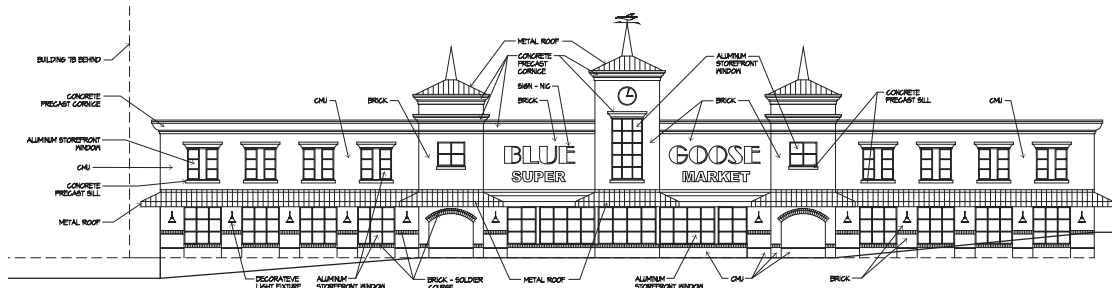 METAL ROOF
CONCRETE
PRECAST
CORNICE
SIGN - NIC
BRICK
ALUMINUM
STOREFRONT
WINDOW
BUILDING 'B' BEHIND
CONCRETE
PRECAST CORNICE
CMU
BRICK
BRICK
CONCRETE
PRECAST SILL
CMU
ALUMINUM STOREFRONT
WINDOW
CMU
CONCRETE
PRECAST SILL
METAL ROOF
BLUE
SUPER
GOOSE
MARKET
DECORATEVE
LIGHT FIXTURE
ALUMINUM
STOREFRONT WINDOW
BRICK - SOLDIER
COURSE
METAL ROOF
ALUMINUM
STOREFRONT WINDOW
CMU
BRICK